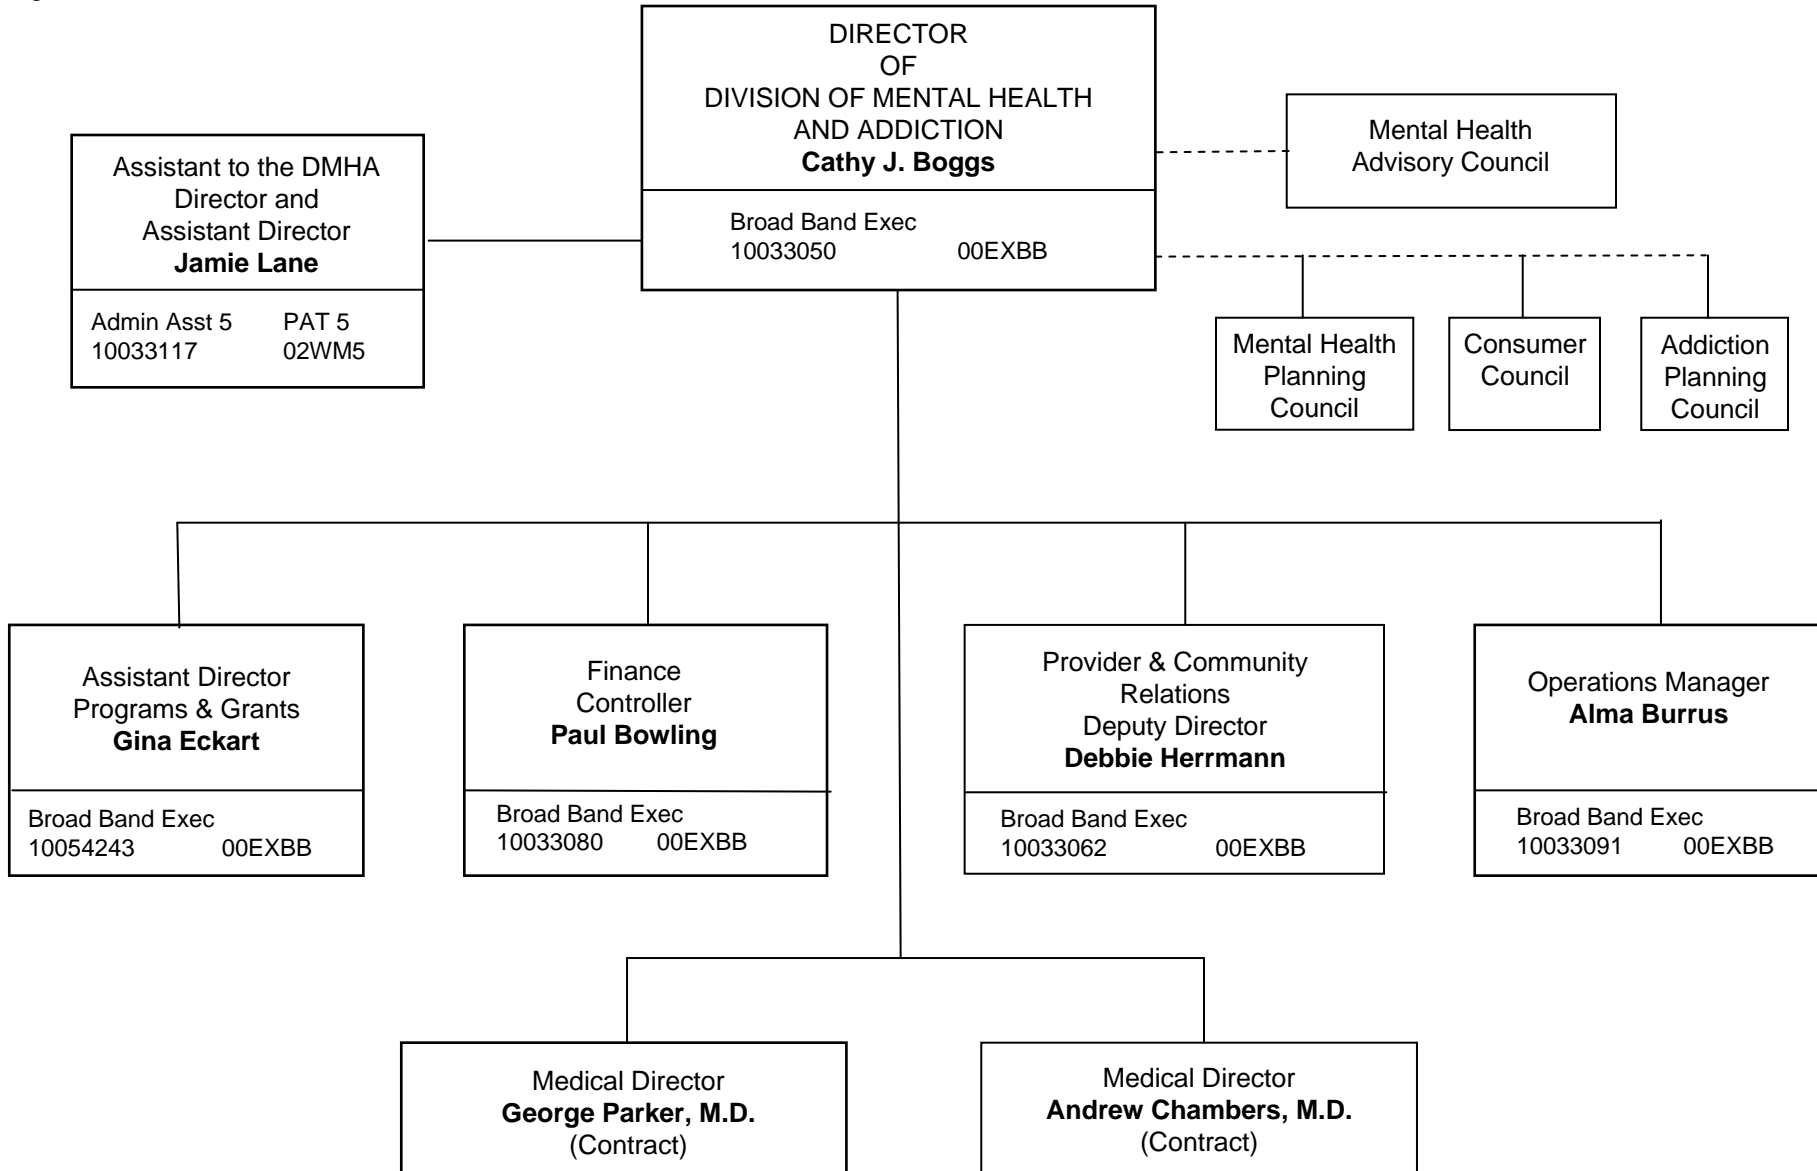 DIRECTOR
OF
DIVISION OF MENTAL HEALTH
AND ADDICTION
Cathy J. Boggs
Broad Band Exec
10033050 00EXBB
Assistant to the DMHA
Director and
Assistant Director
Jamie Lane
Admin Asst 5 PAT 5
10033117 02WM5
Mental Health
Advisory Council
Mental Health
Planning
Council
Consumer
Council
Addiction
Planning
Council
Assistant Director
Programs & Grants
Gina Eckart
Broad Band Exec
10054243 00EXBB
Finance
Controller
Paul Bowling
Broad Band Exec
10033080 00EXBB
Provider & Community
Relations
Deputy Director
Debbie Herrmann
Broad Band Exec
10033062 00EXBB
Operations Manager
Alma Burrus
Broad Band Exec
10033091 00EXBB
Medical Director
George Parker, M.D.
(Contract)
Medical Director
Andrew Chambers, M.D.
(Contract)